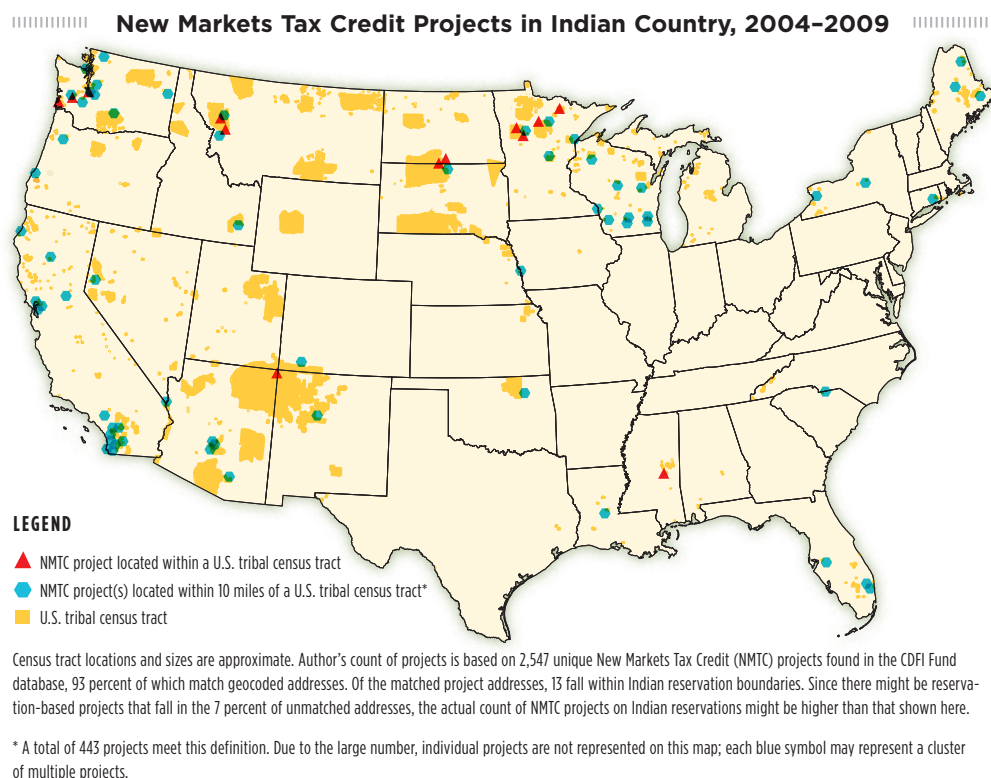 New Markets Tax Credit Projects in Indian Country, 2004–2009
LEGEND
NMTC project located within a U.S. tribal census tract
NMTC project(s) located within 10 miles of a U.S. tribal census tract*
U.S. tribal census tract
Census tract locations and sizes are approximate. Author’s count of projects is based on 2,547 unique New Markets Tax Credit (NMTC) projects found in the CDFI Fund
database, 93 percent of which match geocoded addresses. Of the matched project addresses, 13 fall within Indian reservation boundaries. Since there might be reserva-
tion-based projects that fall in the 7 percent of unmatched addresses, the actual count of NMTC projects on Indian reservations might be higher than that shown here.
* A total of 443 projects meet this definition. Due to the large number, individual projects are not represented on this map; each blue symbol may represent a cluster
of multiple projects.